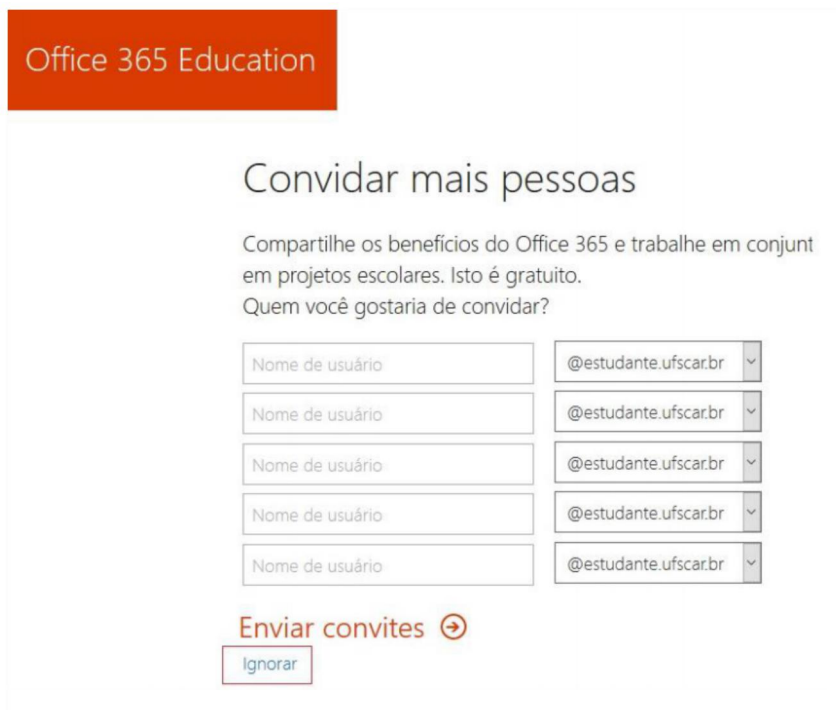 Office 365 Education
Convidar mais pessoas
Compartilhe os benefícios do Office 365 e trabalhe em conjunt
em projetos escolares. Isto é gratuito.
Quem você gostaria de convidar?
Nome de usuário @estudante.ufscar.br
Nome de usuário @estudante.ufscar.br
Nome de usuário @estudante.ufscar.br
Nome de usuário @estudante.ufscar.br
Nome de usuário @estudante.ufscar.br
Enviar convites
Ignorar